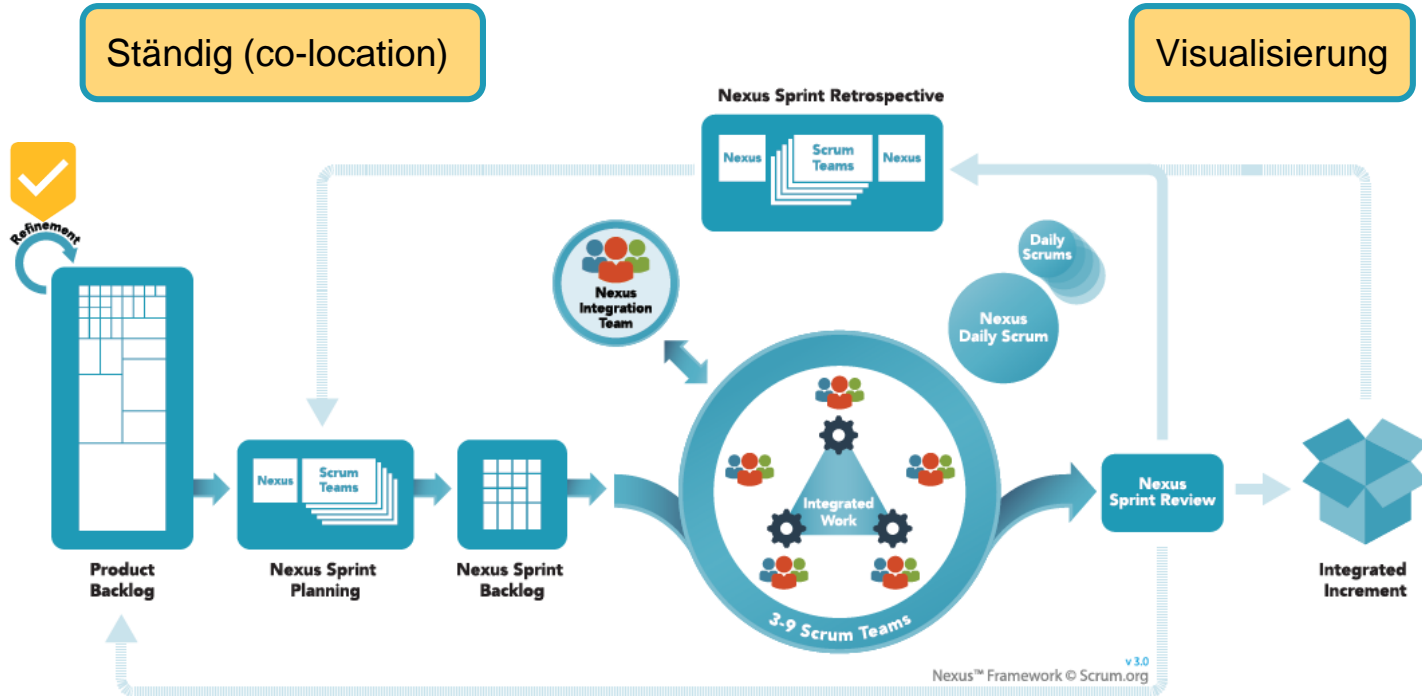 Ständig (co-location)
Visualisierung
Nexus Sprint Retrospective
Nexus
Scrum
Teams
Nexus
Refinement
Daily
Scrums
Nexus
Integration
Team
Nexus
Daily Scrum
Nexus
Scrum
Teams
Integrated
Work
Nexus
Sprint Review
Product
Backlog
Nexus Sprint
Planning
Nexus Sprint
Backlog
Integrated
Increment
3-9 Scrum Teams
v 3.0
Nexus™ Framework © Scrum.org